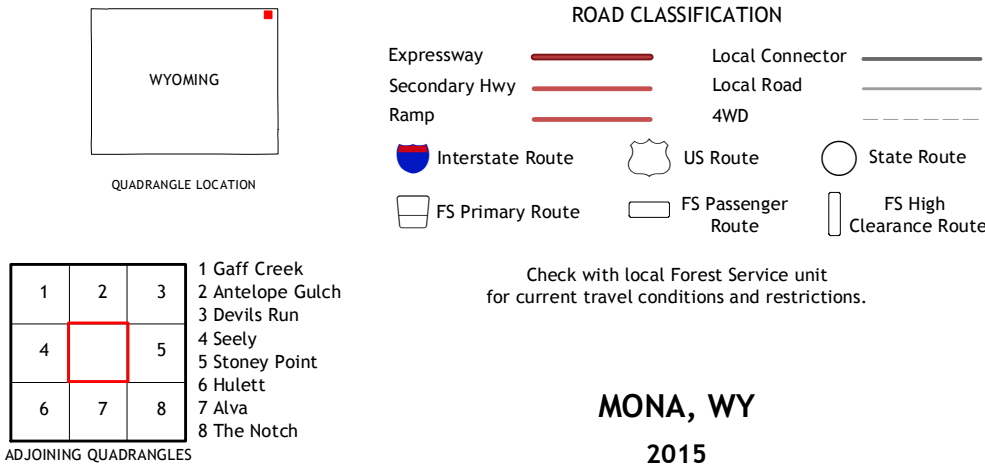 WYOMING
QUADRANGLE LOCATION
ROAD CLASSIFICATION
Expressway
Local Connector
Secondary Hwy
Local Road
Ramp
4WD
Interstate Route
US Route
State Route
FS Primary Route
FS Passenger
Route
FS High
Clearance Route
Check with local Forest Service unit
for current travel conditions and restrictions.
1 2 3
4 5
6 7 8
1 Gaff Creek
2 Antelope Gulch
3 Devils Run
4 Seely
5 Stoney Point
6 Hulett
7 Alva
8 The Notch
ADJOINING QUADRANGLES
MONA, WY
2015